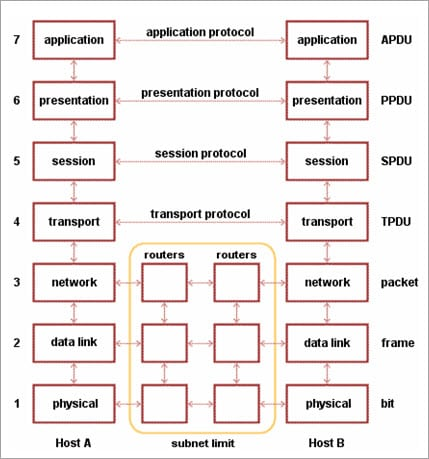 7 application application protocol application APDU
6 presentation presentation protocol presentation PPDU
5 session session protocol session SPDU
4 transport transport protocol transport TPDU
routers routers
3 network network packet
2 data link data link frame
1 physical physical bit
Host A subnet limit Host B